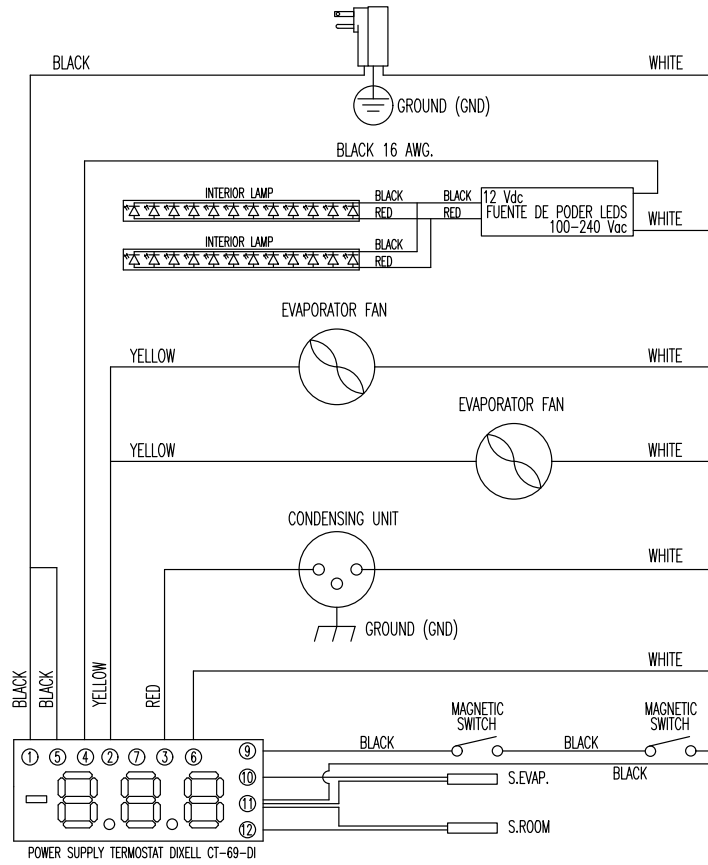 BLACK
WHITE
GROUND (GND)
BLACK 16 AWG.
INTERIOR LAMP
BLACK
RED
BLACK
RED
12 Vdc
FUENTE DE PODER LEDS
100-240 Vac
WHITE
INTERIOR LAMP
BLACK
RED
EVAPORATOR FAN
YELLOW
WHITE
EVAPORATOR FAN
YELLOW
WHITE
CONDENSING UNIT
WHITE
GROUND (GND)
WHITE
BLACK
BLACK
YELLOW
RED
MAGNETIC
SWITCH
MAGNETIC
SWITCH
BLACK
BLACK
BLACK
1 5 4 2 7 3 6
9
10
11
12
S.EVAP.
S.ROOM
-8.8.8
POWER SUPPLY TERMOSTAT DIXELL CT-69-DI